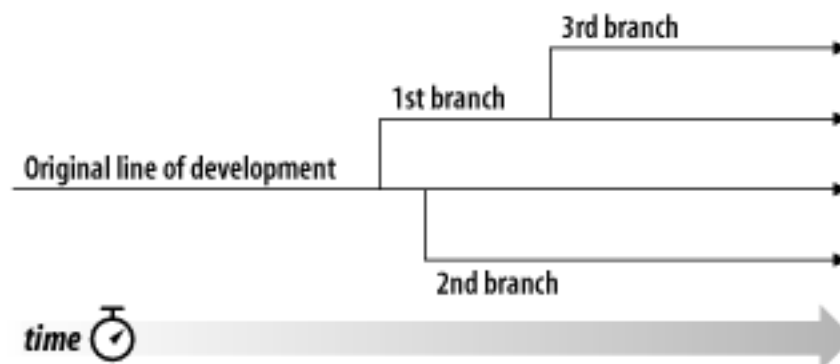 3rd branch
1st branch
Original line of development
2nd branch
time